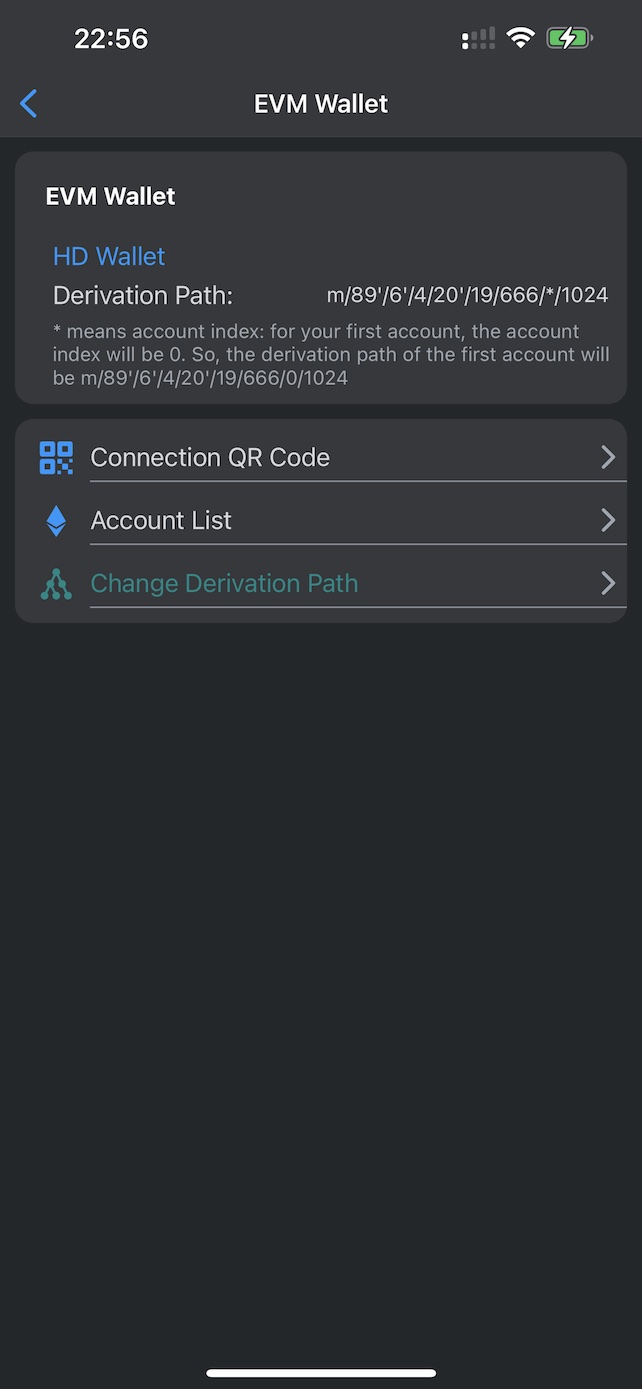 22:56
EVM Wallet
EVM Wallet
HD Wallet
Derivation Path: m/89'/6'/4/20'/19/666/*/1024
* means account index: for your first account, the account
index will be 0. So, the derivation path of the first account will
be m/89'/6'/4/20'/19/666/0/1024
Connection QR Code
Account List
Change Derivation Path